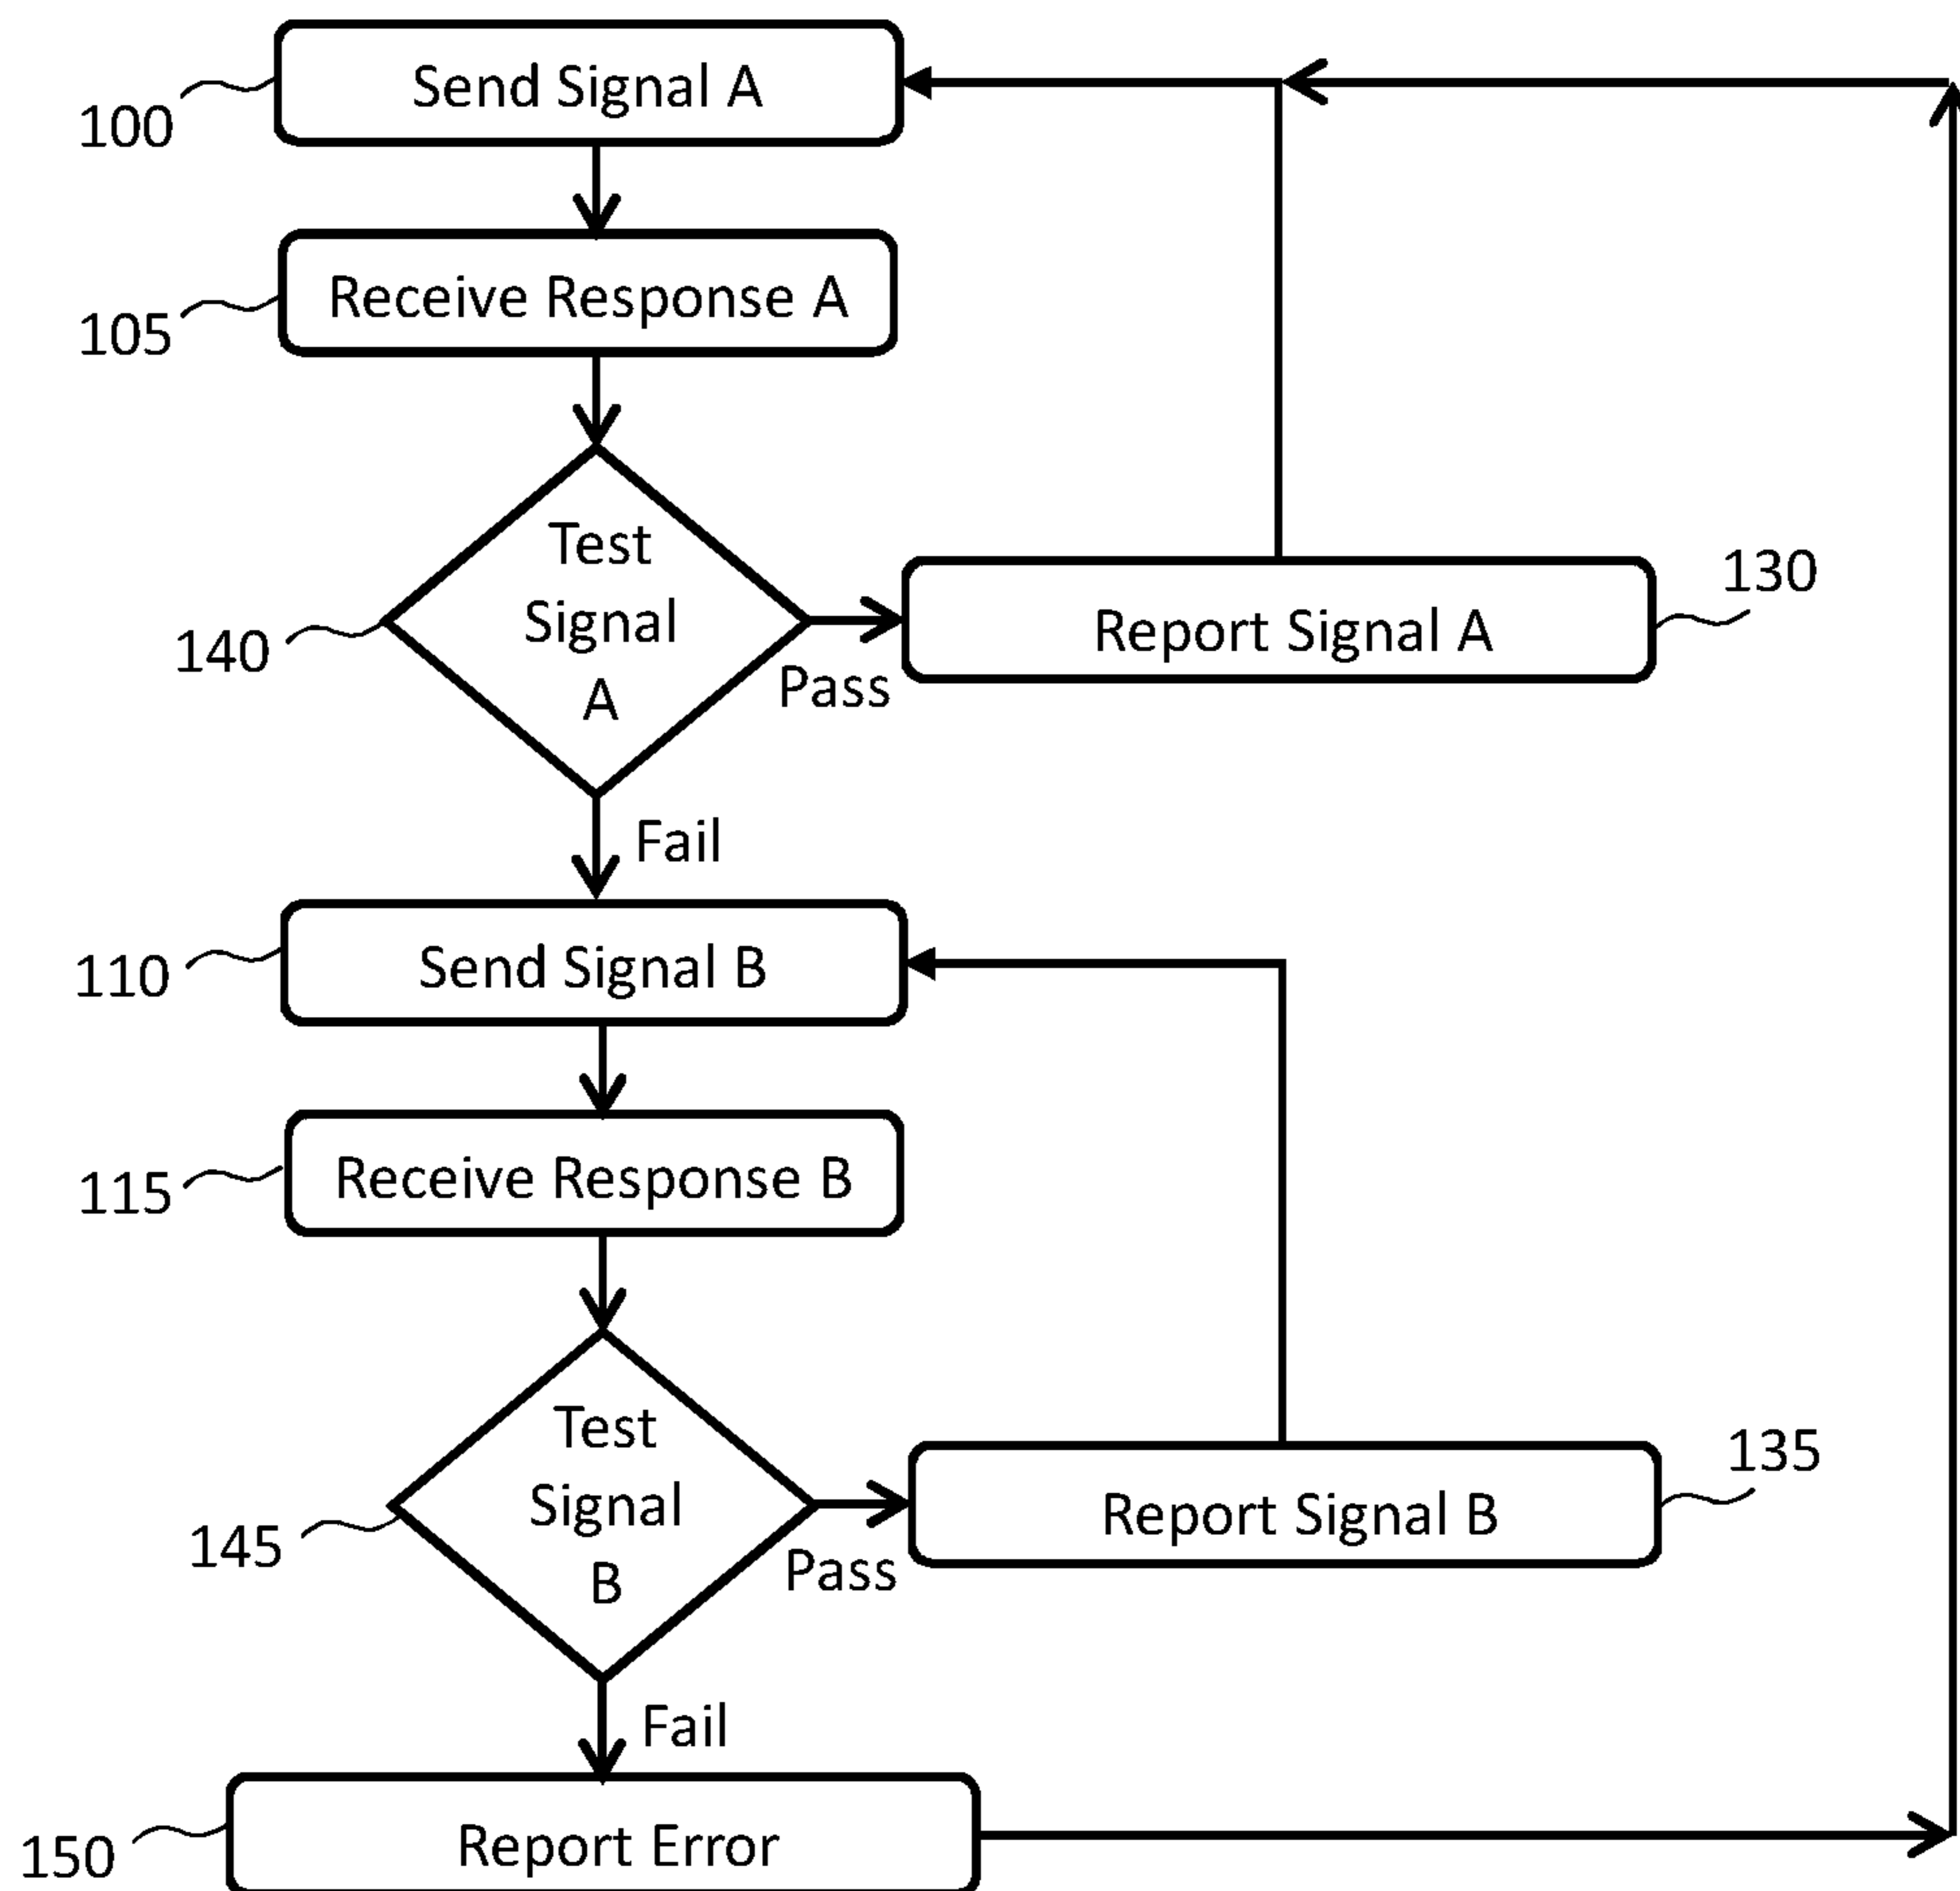 Send Signal A
100
Receive Response A
105
Test
Signal
A
140
Pass
Report Signal A
130
Fail
Send Signal B
110
Receive Response B
115
Test
Signal
B
145
Pass
Report Signal B
135
Fail
Report Error
150